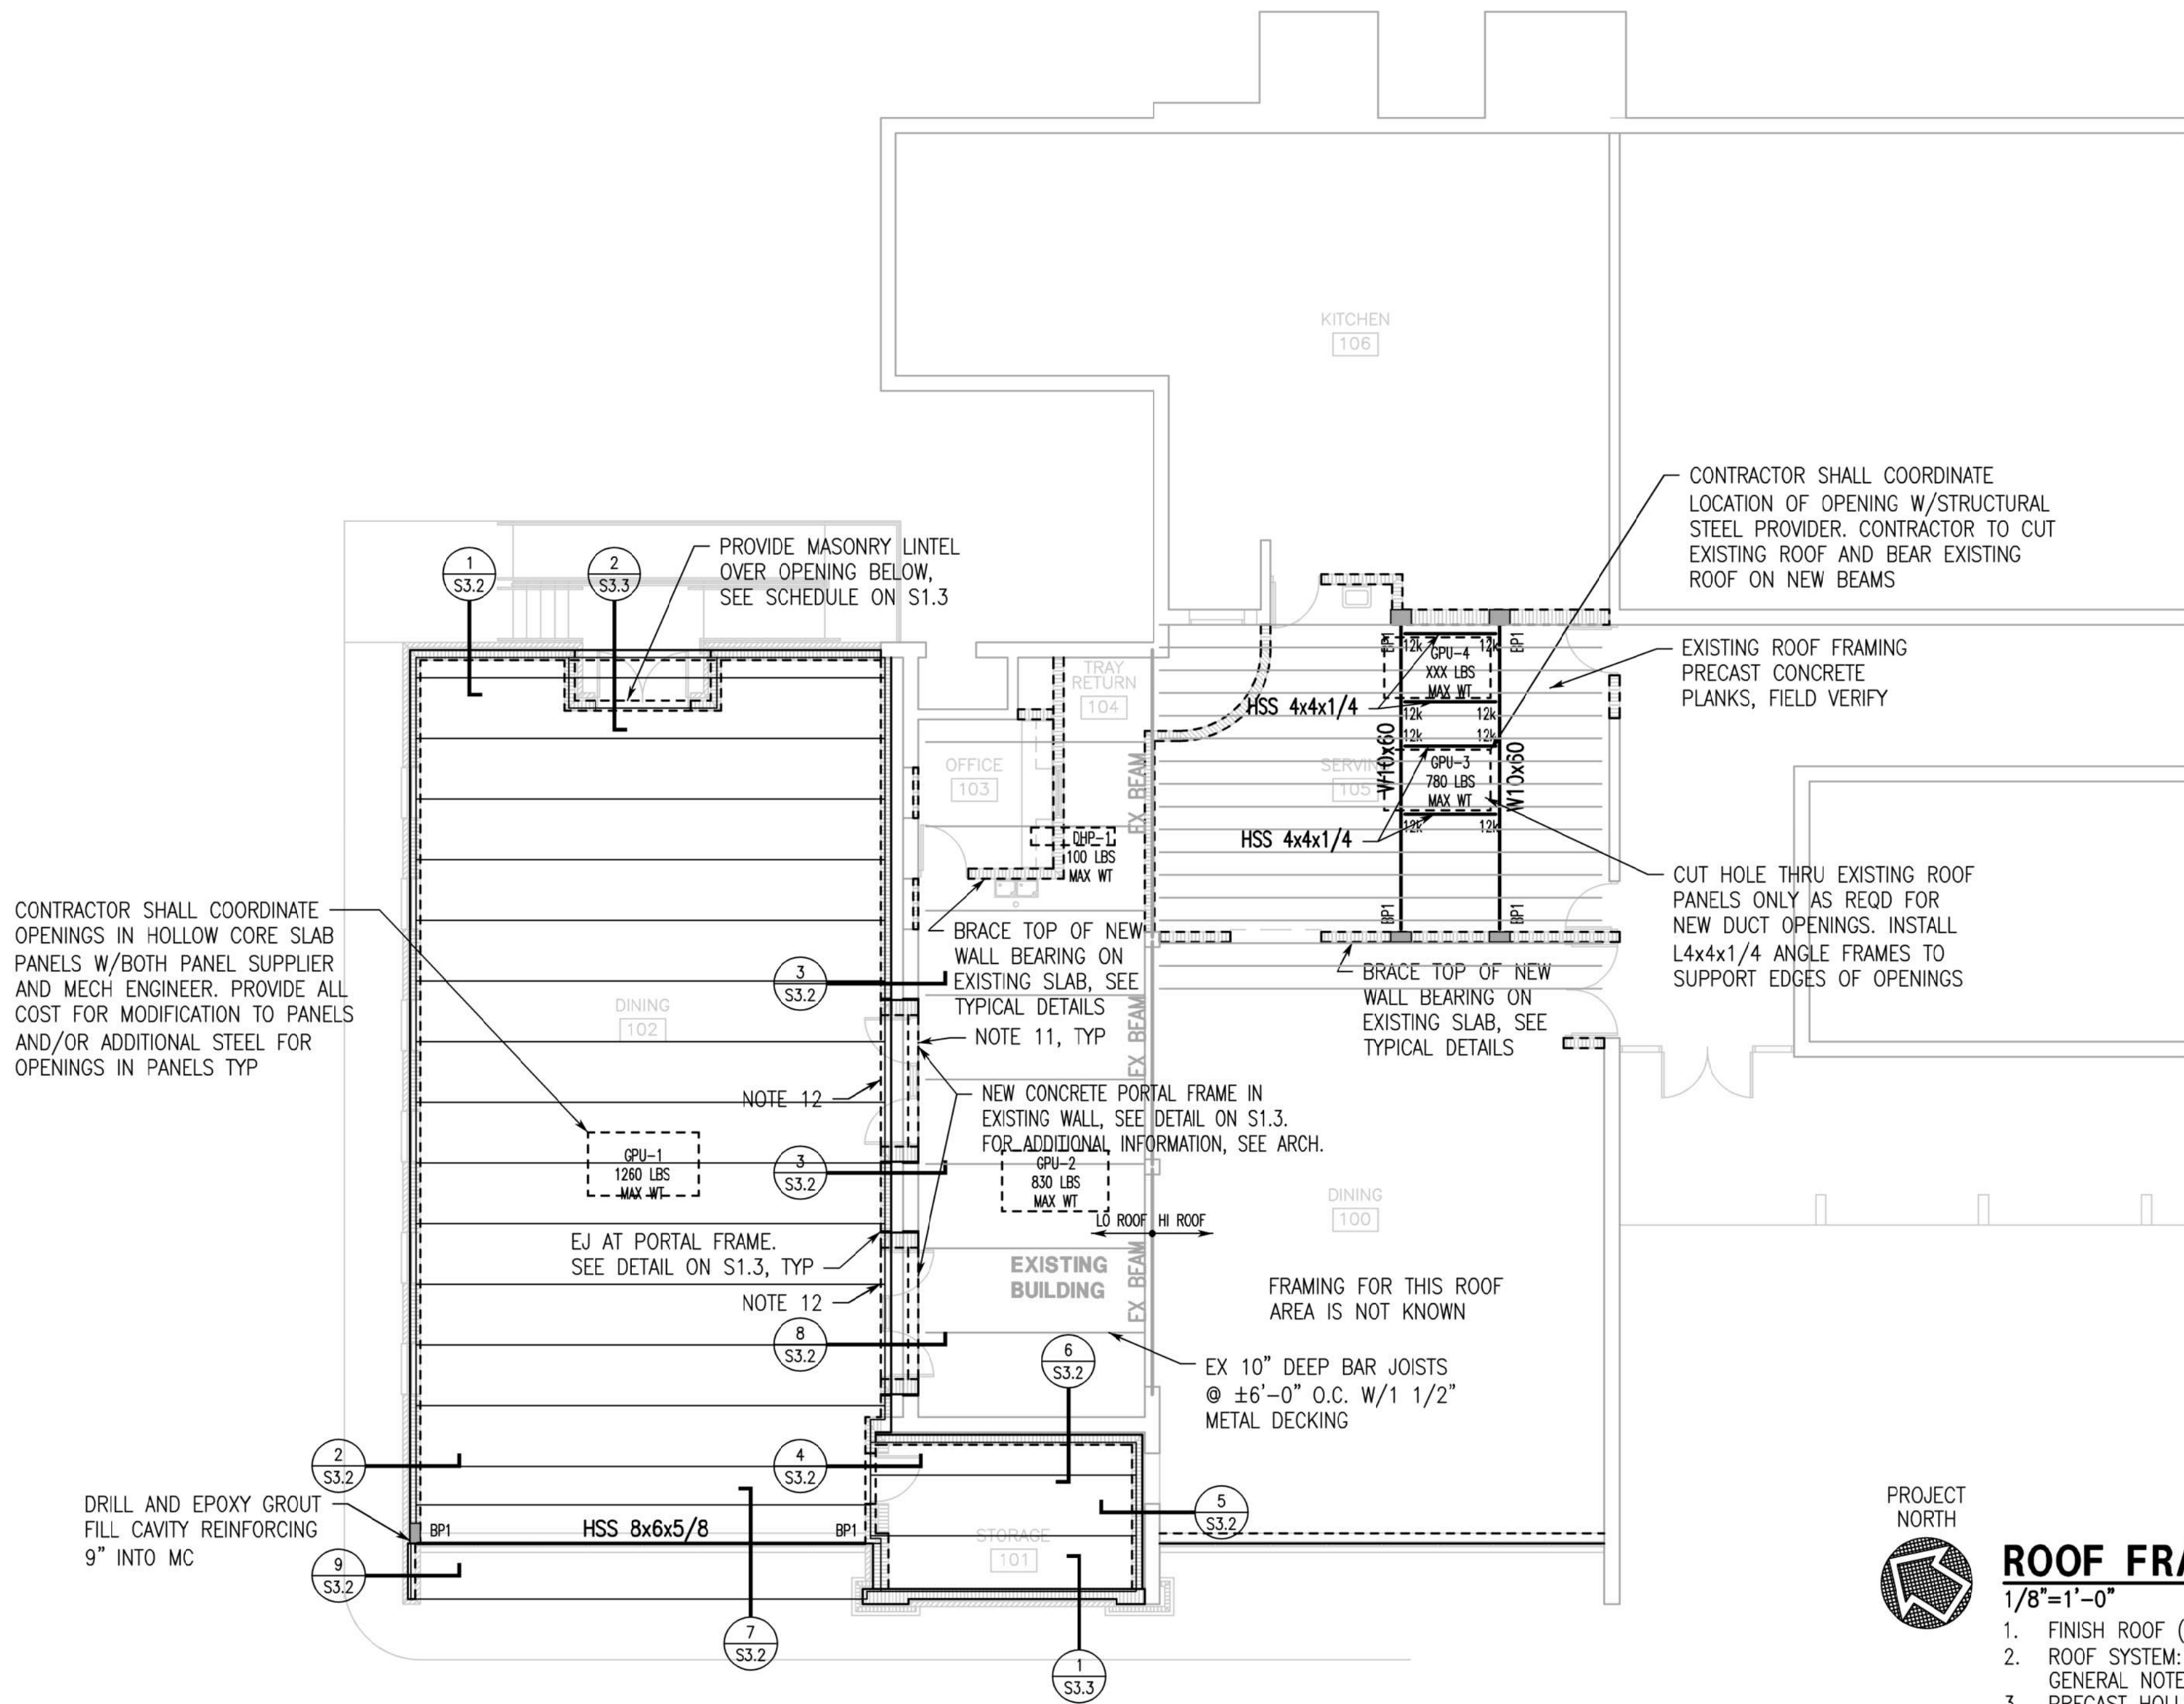 KITCHEN
106
CONTRACTOR SHALL COORDINATE
LOCATION OF OPENING W/STRUCTURAL
STEEL PROVIDER. CONTRACTOR TO CUT
EXISTING ROOF AND BEAR EXISTING
ROOF ON NEW BEAMS
1
S3.2
2
S3.3
PROVIDE MASONRY LINTEL
OVER OPENING BELOW,
SEE SCHEDULE ON S1.3
EXISTING ROOF FRAMING
PRECAST CONCRETE
PLANKS, FIELD VERIFY
TRAY
RETURN
104
BP1
12k
12k
BP1
GPU-4
XXX LBS
MAX WT
HSS 4x4x1/4
12k
12k
12k
12k
W10x60
W10x60
GPU-3
780 LBS
MAX WT
OFFICE
103
EX BEAM
SERVIN
105
HSS 4x4x1/4
12k
12k
DHP-1
100 LBS
MAX WT
BP1
BP1
CUT HOLE THRU EXISTING ROOF
PANELS ONLY AS REQD FOR
NEW DUCT OPENINGS. INSTALL
L4x4x1/4 ANGLE FRAMES TO
SUPPORT EDGES OF OPENINGS
CONTRACTOR SHALL COORDINATE
OPENINGS IN HOLLOW CORE SLAB
PANELS W/BOTH PANEL SUPPLIER
AND MECH ENGINEER. PROVIDE ALL
COST FOR MODIFICATION TO PANELS
AND/OR ADDITIONAL STEEL FOR
OPENINGS IN PANELS TYP
BRACE TOP OF NEW
WALL BEARING ON
EXISTING SLAB, SEE
TYPICAL DETAILS
BRACE TOP OF NEW
WALL BEARING ON
EXISTING SLAB, SEE
TYPICAL DETAILS
3
S3.2
DINING
102
NOTE 11, TYP
EX BEAM
NOTE 12
NEW CONCRETE PORTAL FRAME IN
EXISTING WALL, SEE DETAIL ON S1.3.
FOR ADDITIONAL INFORMATION, SEE ARCH.
GPU-1
1260 LBS
MAX WT
3
S3.2
GPU-2
830 LBS
MAX WT
DINING
100
LO ROOF
HI ROOF
EJ AT PORTAL FRAME.
SEE DETAIL ON S1.3, TYP
EXISTING
BUILDING
EX BEAM
FRAMING FOR THIS ROOF
AREA IS NOT KNOWN
NOTE 12
8
S3.2
6
S3.2
EX 10" DEEP BAR JOISTS
@ ±6'-0" O.C. W/1 1/2"
METAL DECKING
2
S3.2
4
S3.2
5
S3.2
DRILL AND EPOXY GROUT
FILL CAVITY REINFORCING
9" INTO MC
BP1
HSS 8x6x5/8
BP1
STORAGE
101
9
S3.2
7
S3.2
1
S3.3
PROJECT
NORTH
ROOF FRA
1/8"=1'-0"
1. FINISH ROOF (
2. ROOF SYSTEM:
GENERAL NOTE
3. PRECAST HOL